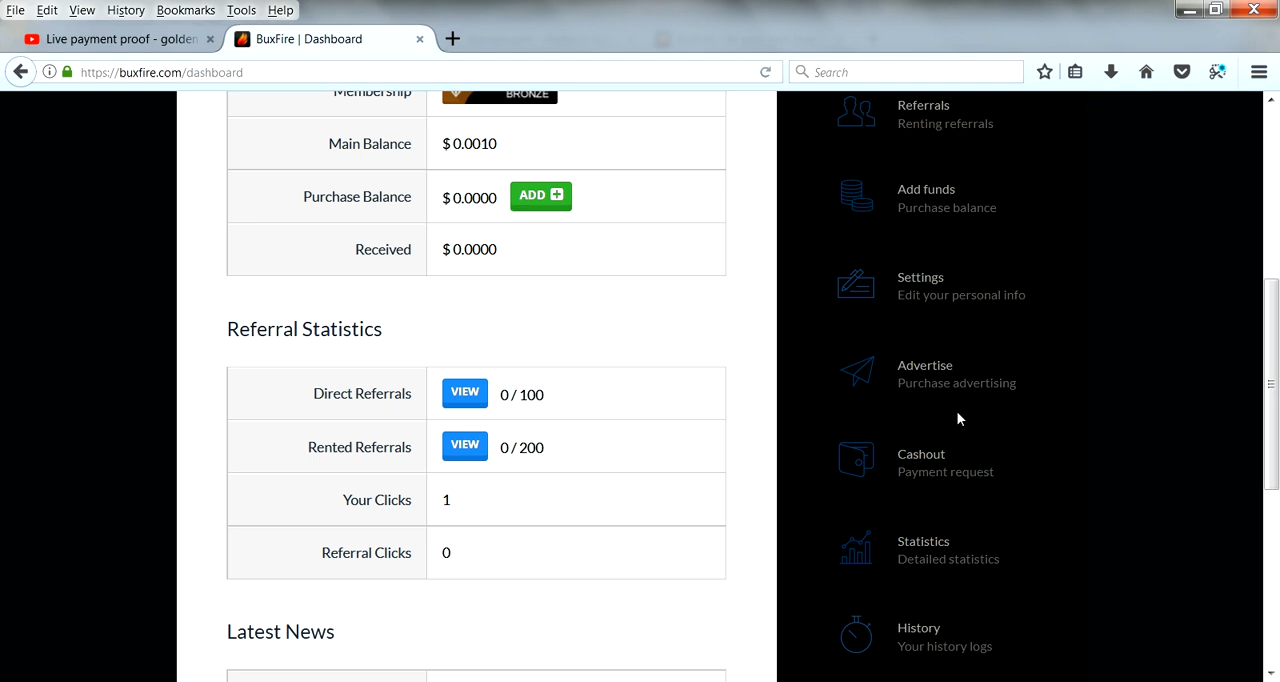 File Edit View History Bookmarks Tools Help
Live payment proof - golden
BuxFire | Dashboard
https://buxfire.com/dashboard
Search
Membership
BRONZE
Main Balance
$ 0.0010
Purchase Balance
$ 0.0000
ADD
Received
$ 0.0000
Referral Statistics
Direct Referrals
VIEW
0 / 100
Rented Referrals
VIEW
0 / 200
Your Clicks
1
Referral Clicks
0
Latest News
Referrals
Renting referrals
Add funds
Purchase balance
Settings
Edit your personal info
Advertise
Purchase advertising
Cashout
Payment request
Statistics
Detailed statistics
History
Your history logs